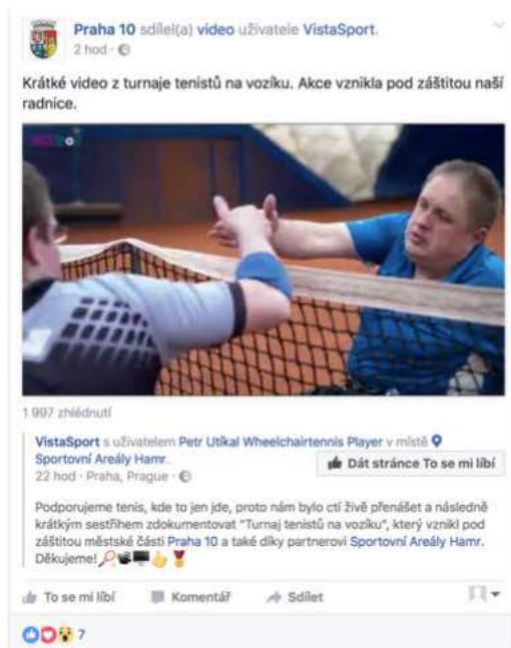 Praha 10 sdílel(a) video uživatele VistaSport.
2 hod ·
Krátké video z turnaje tenistů na vozíku. Akce vznikla pod záštitou naší
radnice.
1 997 zhlédnutí
VistaSport s uživatelem Petr Utíkal Wheelchairtennis Player v místě
Sportovní Areály Hamr.
22 hod · Praha, Prague ·
Dát stránce To se mi líbí
Podporujeme tenis, kde to jen jde, proto nám bylo ctí živě přenášet a následně
krátkým sestřihem zdokumentovat "Turnaj tenistů na vozíku", který vznikl pod
záštitou městské části Praha 10 a také díky partnerovi Sportovní Areály Hamr.
Děkujeme!
To se mi líbí Komentář Sdílet
7